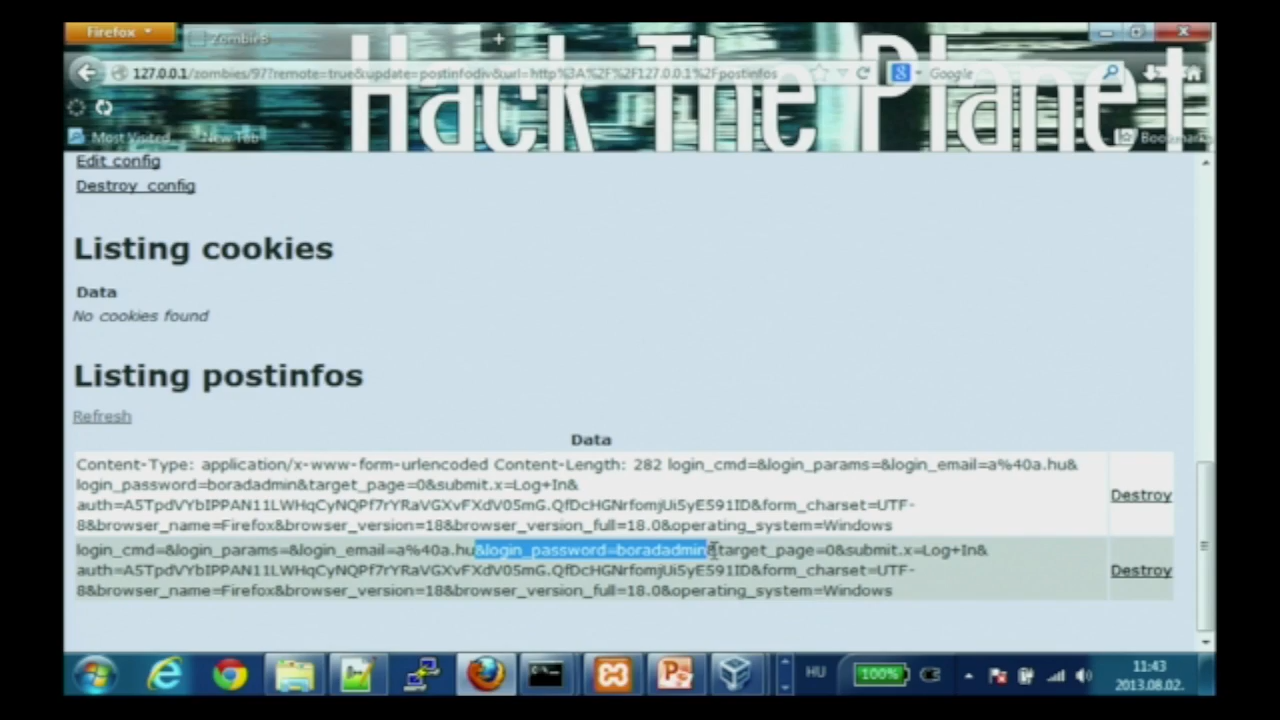 Firefox
ZombieB
Hack The Planet
127.0.0.1/zombies/97?remote=true&update=postinfodiv&url=http%3A%2F%2F127.0.0.1%2Fpostinfos
Google
Most Visited
New Tab
Bookmarks
Edit config
Destroy config
Listing cookies
Data
No cookies found
Listing postinfos
Refresh
Data
Content-Type: application/x-www-form-urlencoded Content-Length: 282 login_cmd=&login_params=&login_email=a%40a.hu&
login_password=boradadmin&target_page=0&submit.x=Log+In&
auth=A5TpdVYbIPPAN11LWHqCyNQPf7rYRaVGXvFXdV05mG.QfDcHGNrfomjUi5yE591ID&form_charset=UTF-
8&browser_name=Firefox&browser_version=18&browser_version_full=18.0&operating_system=Windows
Destroy
login_cmd=&login_params=&login_email=a%40a.hu&login_password=boradadmin&target_page=0&submit.x=Log+In&
auth=A5TpdVYbIPPAN11LWHqCyNQPf7rYRaVGXvFXdV05mG.QfDcHGNrfomjUi5yE591ID&form_charset=UTF-
8&browser_name=Firefox&browser_version=18&browser_version_full=18.0&operating_system=Windows
Destroy
HU
100%
11:43
2013.08.02.